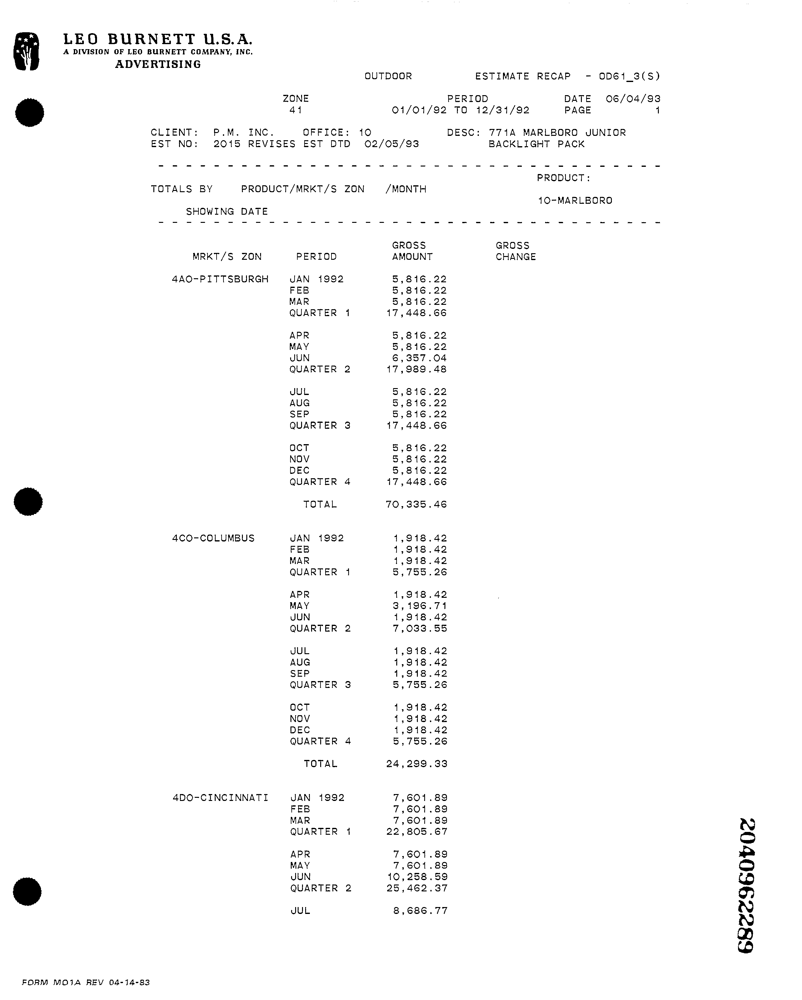 LEO BURNETT U.S.A.
A DIVISION OF LEO BURNETT COMPANY, INC.
ADVERTISING
OUTDOOR ESTIMATE RECAP - OD61_3(S)
ZONE PERIOD DATE 06/04/93
41 01/01/92 TO 12/31/92 PAGE 1
CLIENT: P.M. INC. OFFICE: 10 DESC: 771A MARLBORO JUNIOR
EST NO: 2015 REVISES EST DTD 02/05/93 BACKLIGHT PACK
PRODUCT:
TOTALS BY PRODUCT/MRKT/S ZON /MONTH
10-MARLBORO
SHOWING DATE
GROSS GROSS
MRKT/S ZON PERIOD AMOUNT CHANGE
4AO-PITTSBURGH JAN 1992 5,816.22
FEB 5,816.22
MAR 5,816.22
QUARTER 1 17,448.66
APR 5,816.22
MAY 5,816.22
JUN 6,357.04
QUARTER 2 17,989.48
JUL 5,816.22
AUG 5,816.22
SEP 5,816.22
QUARTER 3 17,448.66
OCT 5,816.22
NOV 5,816.22
DEC 5,816.22
QUARTER 4 17,448.66
TOTAL 70,335.46
4CO-COLUMBUS JAN 1992 1,918.42
FEB 1,918.42
MAR 1,918.42
QUARTER 1 5,755.26
APR 1,918.42
MAY 3,196.71
JUN 1,918.42
QUARTER 2 7,033.55
JUL 1,918.42
AUG 1,918.42
SEP 1,918.42
QUARTER 3 5,755.26
OCT 1,918.42
NOV 1,918.42
DEC 1,918.42
QUARTER 4 5,755.26
TOTAL 24,299.33
4DO-CINCINNATI JAN 1992 7,601.89
FEB 7,601.89
MAR 7,601.89
QUARTER 1 22,805.67
APR 7,601.89
MAY 7,601.89
JUN 10,258.59
QUARTER 2 25,462.37
JUL 8,686.77
2040962289
FORM MO1A REV 04-14-83